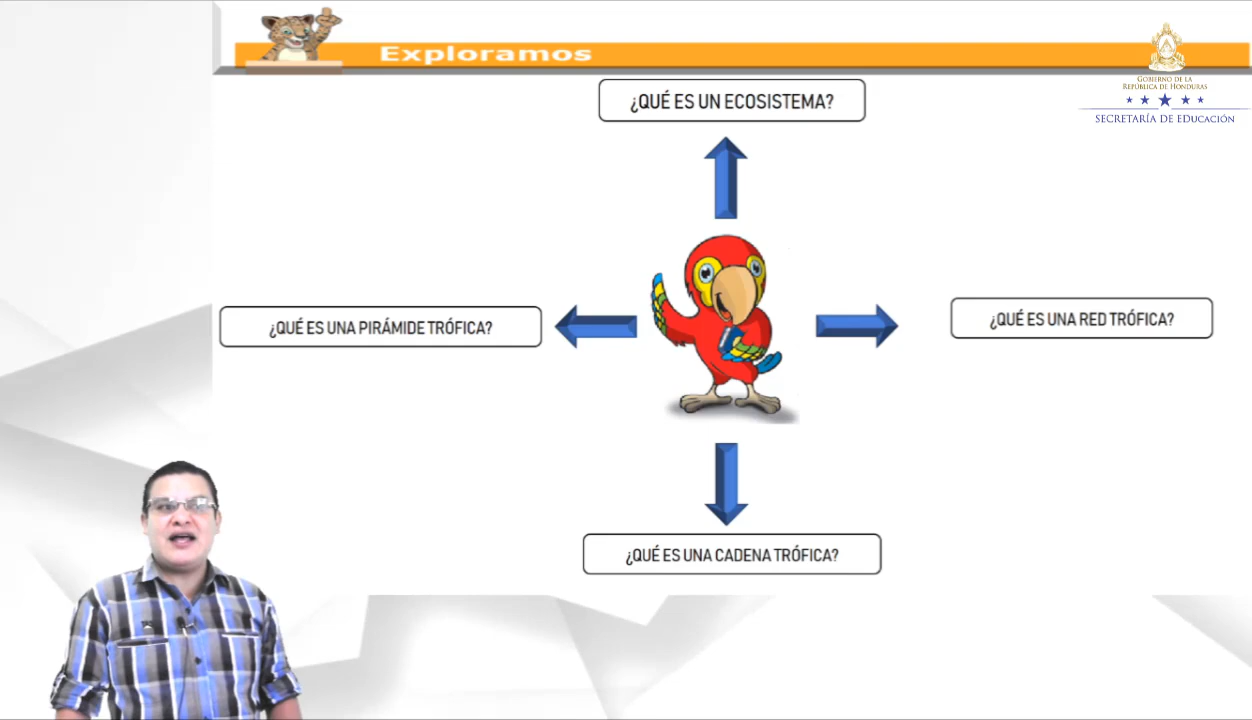 Exploramos
GOBIERNO DE LA
REPÚBLICA DE HONDURAS
SECRETARÍA DE EDUCACIÓN
¿QUÉ ES UN ECOSISTEMA?
¿QUÉ ES UNA PIRÁMIDE TRÓFICA?
¿QUÉ ES UNA RED TRÓFICA?
¿QUÉ ES UNA CADENA TRÓFICA?